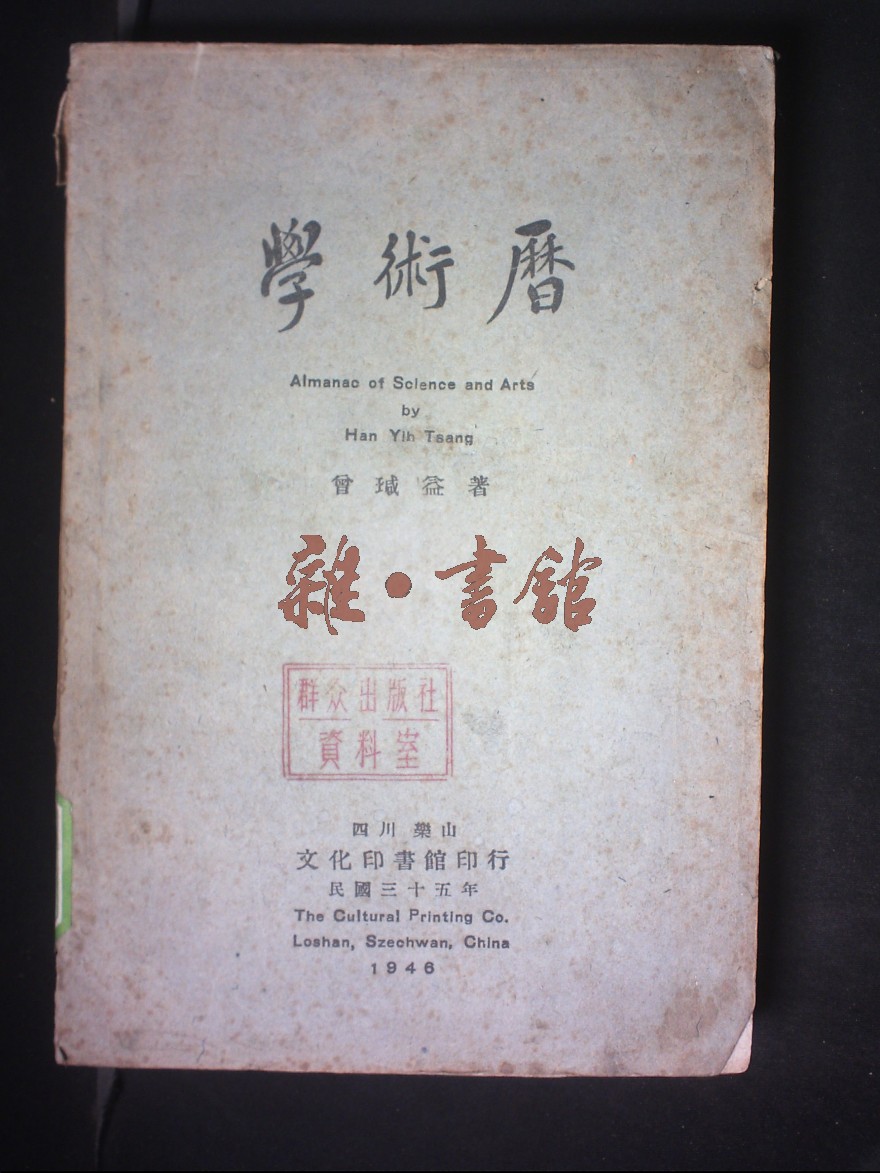 學術曆
Almanac of Science and Arts
by
Han Yih Tsang
曾瑊益著
雜·書館
群众出版社
資料室
四川樂山
文化印書館印行
民國三十五年
The Cultural Printing Co.
Loshan, Szechwan, China
1946